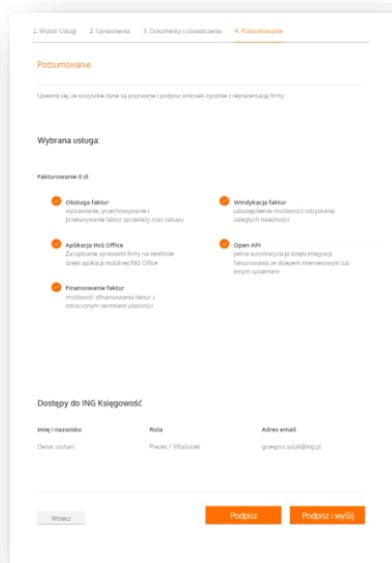 1. Wybór Usługi 2. Uprawnienia 3. Dokumenty i oświadczenia 4. Podsumowanie
Podsumowanie
Upewnij się, że wszystkie dane są poprawne i podpisz wniosek zgodnie z reprezentacją firmy.
Wybrana usługa:
Fakturowanie 0 zł
Obsługa faktur
wystawianie, przechowywanie i
przekazywanie faktur sprzedaży oraz zakupu
Windykacja faktur
udostępnienie możliwości odzyskania
zaległych należności
Aplikacja ING Office
Zarządzanie sprawami firmy na telefonie
dzięki aplikacji mobilnej ING Office
Open API
pełna automatyzacja dzięki integracji
fakturowania ze sklepem internetowym lub
innym systemem
Finansowanie faktur
możliwość sfinansowania faktur z
odroczonym terminem płatności
Dostępy do ING Księgowość
Imię i nazwisko Rola Adres email
Denar Prezes / Właściciel
Wstecz Podpisz Podpisz i wyślij